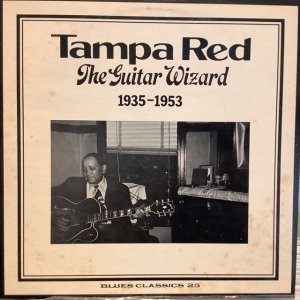 Tampa Red
The Guitar Wizard
1935-1953
BLUES CLASSICS 25